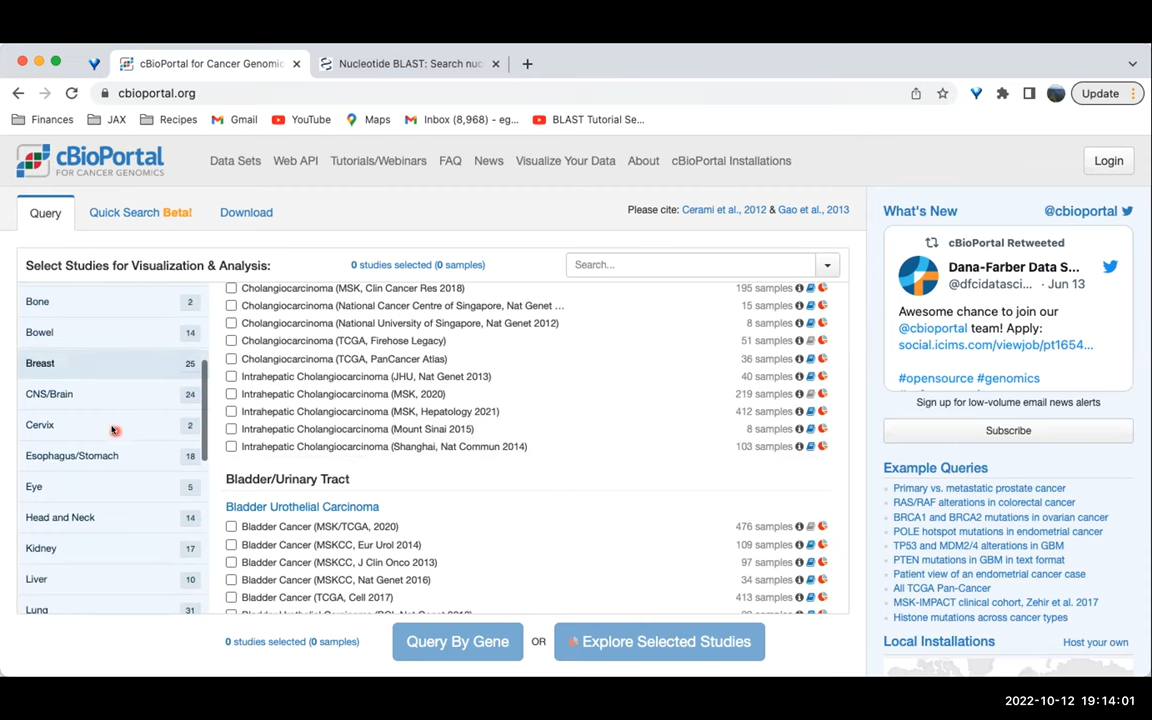 cBioPortal for Cancer Genomic
Nucleotide BLAST: Search nuc
cbioportal.org
Update
Finances
JAX
Recipes
Gmail
YouTube
Maps
Inbox (8,968) - eg...
BLAST Tutorial Se...
cBioPortal
FOR CANCER GENOMICS
Data Sets
Web API
Tutorials/Webinars
FAQ
News
Visualize Your Data
About
cBioPortal Installations
Login
Query
Quick Search Beta!
Download
Please cite: Cerami et al., 2012 & Gao et al., 2013
Select Studies for Visualization & Analysis:
0 studies selected (0 samples)
Search...
Bone 2
Bowel 14
Breast 25
CNS/Brain 24
Cervix 2
Esophagus/Stomach 18
Eye 5
Head and Neck 14
Kidney 17
Liver 10
Lung 31
Cholangiocarcinoma (MSK, Clin Cancer Res 2018) 195 samples
Cholangiocarcinoma (National Cancer Centre of Singapore, Nat Genet ... 15 samples
Cholangiocarcinoma (National University of Singapore, Nat Genet 2012) 8 samples
Cholangiocarcinoma (TCGA, Firehose Legacy) 51 samples
Cholangiocarcinoma (TCGA, PanCancer Atlas) 36 samples
Intrahepatic Cholangiocarcinoma (JHU, Nat Genet 2013) 40 samples
Intrahepatic Cholangiocarcinoma (MSK, 2020) 219 samples
Intrahepatic Cholangiocarcinoma (MSK, Hepatology 2021) 412 samples
Intrahepatic Cholangiocarcinoma (Mount Sinai 2015) 8 samples
Intrahepatic Cholangiocarcinoma (Shanghai, Nat Commun 2014) 103 samples
Bladder/Urinary Tract
Bladder Urothelial Carcinoma
Bladder Cancer (MSK/TCGA, 2020) 476 samples
Bladder Cancer (MSKCC, Eur Urol 2014) 109 samples
Bladder Cancer (MSKCC, J Clin Onco 2013) 97 samples
Bladder Cancer (MSKCC, Nat Genet 2016) 34 samples
Bladder Cancer (TCGA, Cell 2017) 413 samples
0 studies selected (0 samples)
Query By Gene
OR
Explore Selected Studies
What's New
@cbioportal
cBioPortal Retweeted
Dana-Farber Data S...
@dfcidatasci... · Jun 13
Awesome chance to join our
@cbioportal team! Apply:
social.icims.com/viewjob/pt1654...
#opensource #genomics
Sign up for low-volume email news alerts
Subscribe
Example Queries
Primary vs. metastatic prostate cancer
RAS/RAF alterations in colorectal cancer
BRCA1 and BRCA2 mutations in ovarian cancer
POLE hotspot mutations in endometrial cancer
TP53 and MDM2/4 alterations in GBM
PTEN mutations in GBM in text format
Patient view of an endometrial cancer case
All TCGA Pan-Cancer
MSK-IMPACT clinical cohort, Zehir et al. 2017
Histone mutations across cancer types
Local Installations
Host your own
2022-10-12 19:14:01